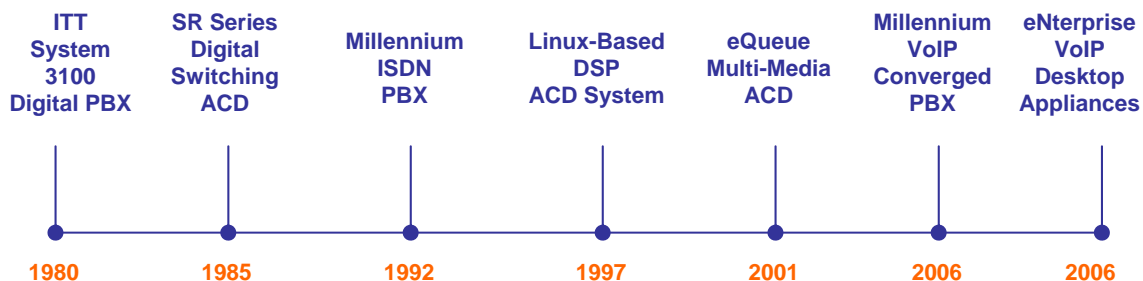 ITT
System
3100
Digital PBX
SR Series
Digital
Switching
ACD
Millennium
ISDN
PBX
Linux-Based
DSP
ACD System
eQueue
Multi-Media
ACD
Millennium
VoIP
Converged
PBX
eNterprise
VoIP
Desktop
Appliances
1980
1985
1992
1997
2001
2006
2006